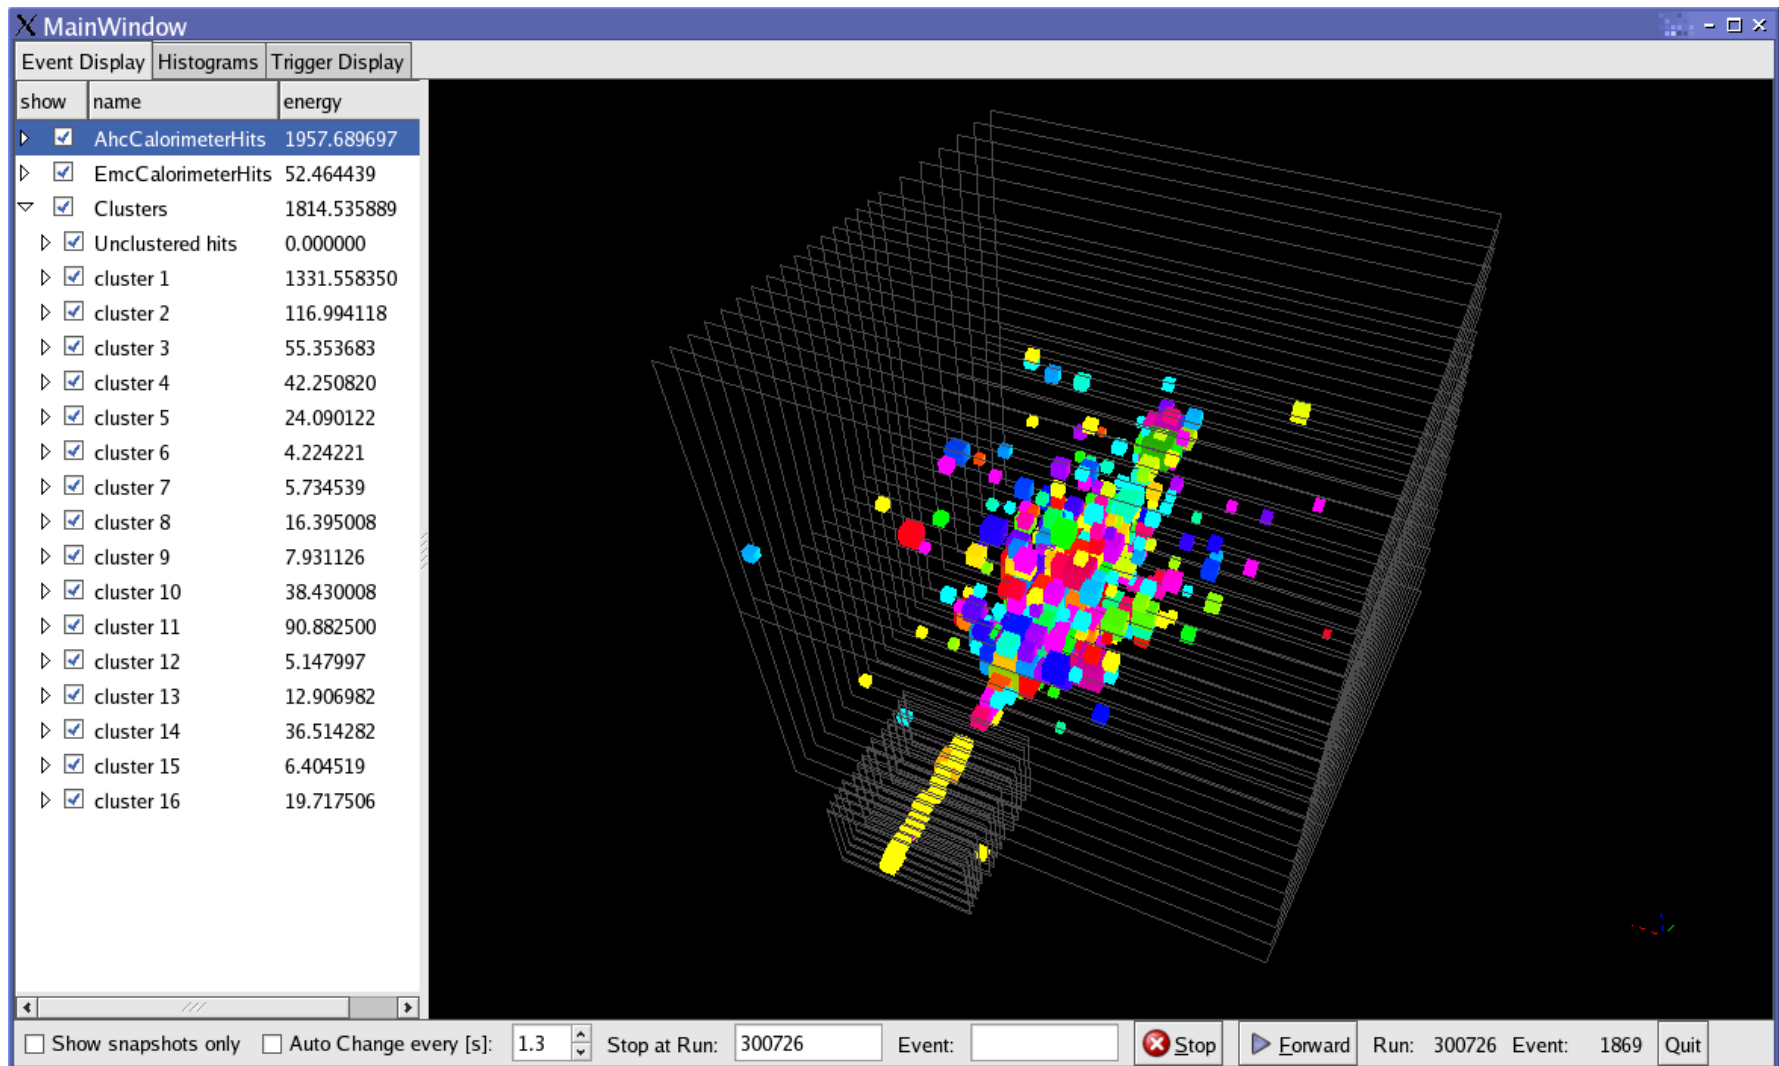 MainWindow
Event Display Histograms Trigger Display
show name energy
AhcCalorimeterHits 1957.689697
EmcCalorimeterHits 52.464439
Clusters 1814.535889
Unclustered hits 0.000000
cluster 1 1331.558350
cluster 2 116.994118
cluster 3 55.353683
cluster 4 42.250820
cluster 5 24.090122
cluster 6 4.224221
cluster 7 5.734539
cluster 8 16.395008
cluster 9 7.931126
cluster 10 38.430008
cluster 11 90.882500
cluster 12 5.147997
cluster 13 12.906982
cluster 14 36.514282
cluster 15 6.404519
cluster 16 19.717506
Show snapshots only Auto Change every [s]: 1.3 Stop at Run: 300726 Event: Stop Forward Run: 300726 Event: 1869 Quit